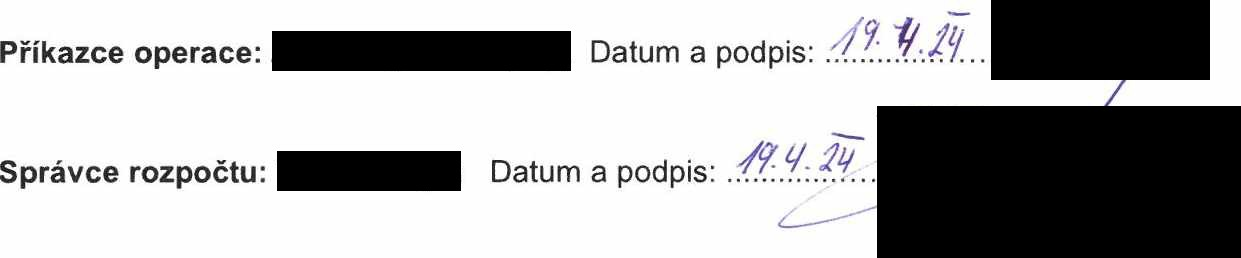 Příkazce operace: Datum a podpis: 19. 4. 24
Správce rozpočtu: Datum a podpis: 19. 4. 24